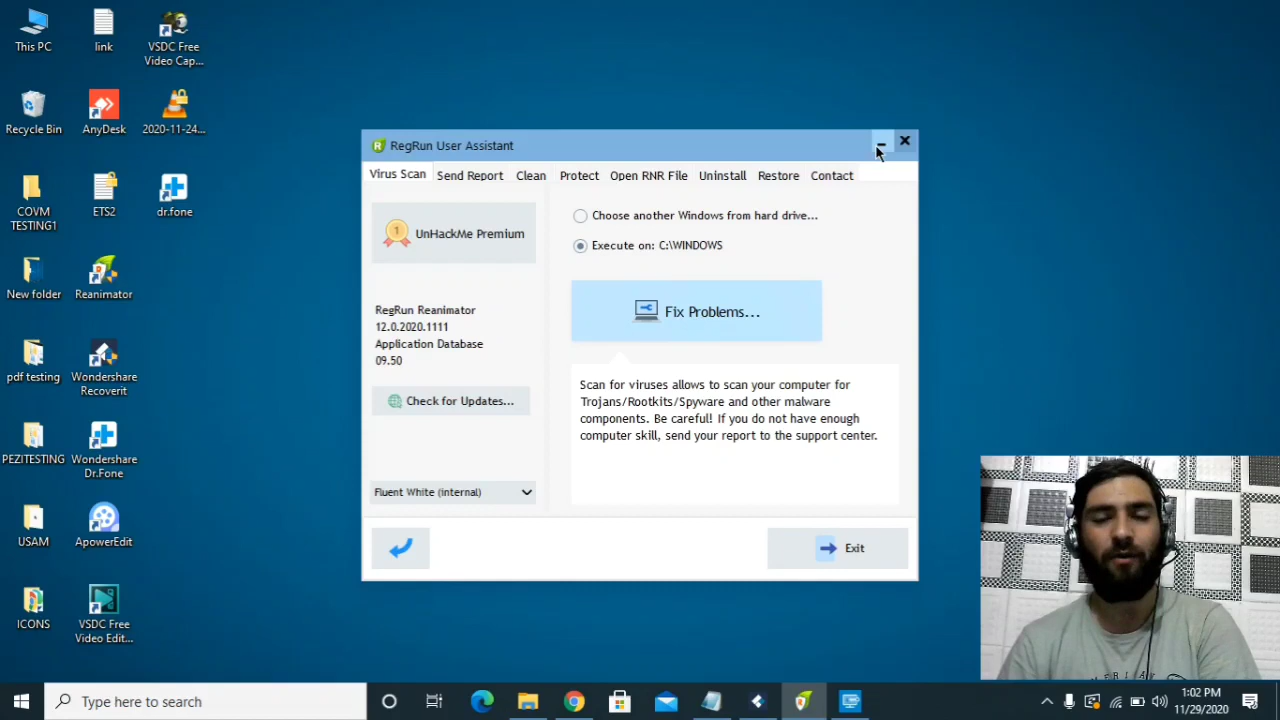 This PC
link
VSDC Free
Video Cap...
Recycle Bin
AnyDesk
2020-11-24...
COVM
TESTING1
ETS2
dr.fone
New folder
Reanimator
pdf testing
Wondershare
Recoverit
PEZITESTING
Wondershare
Dr.Fone
USAM
ApowerEdit
ICONS
VSDC Free
Video Edit...
R RegRun User Assistant
Virus Scan
Send Report
Clean
Protect
Open RNR File
Uninstall
Restore
Contact
1 UnHackMe Premium
Choose another Windows from hard drive...
Execute on: C:\WINDOWS
Fix Problems...
RegRun Reanimator
12.0.2020.1111
Application Database
09.50
Check for Updates...
Scan for viruses allows to scan your computer for
Trojans/Rootkits/Spyware and other malware
components. Be careful! If you do not have enough
computer skill, send your report to the support center.
Fluent White (internal)
Exit
Type here to search
1:02 PM
11/29/2020